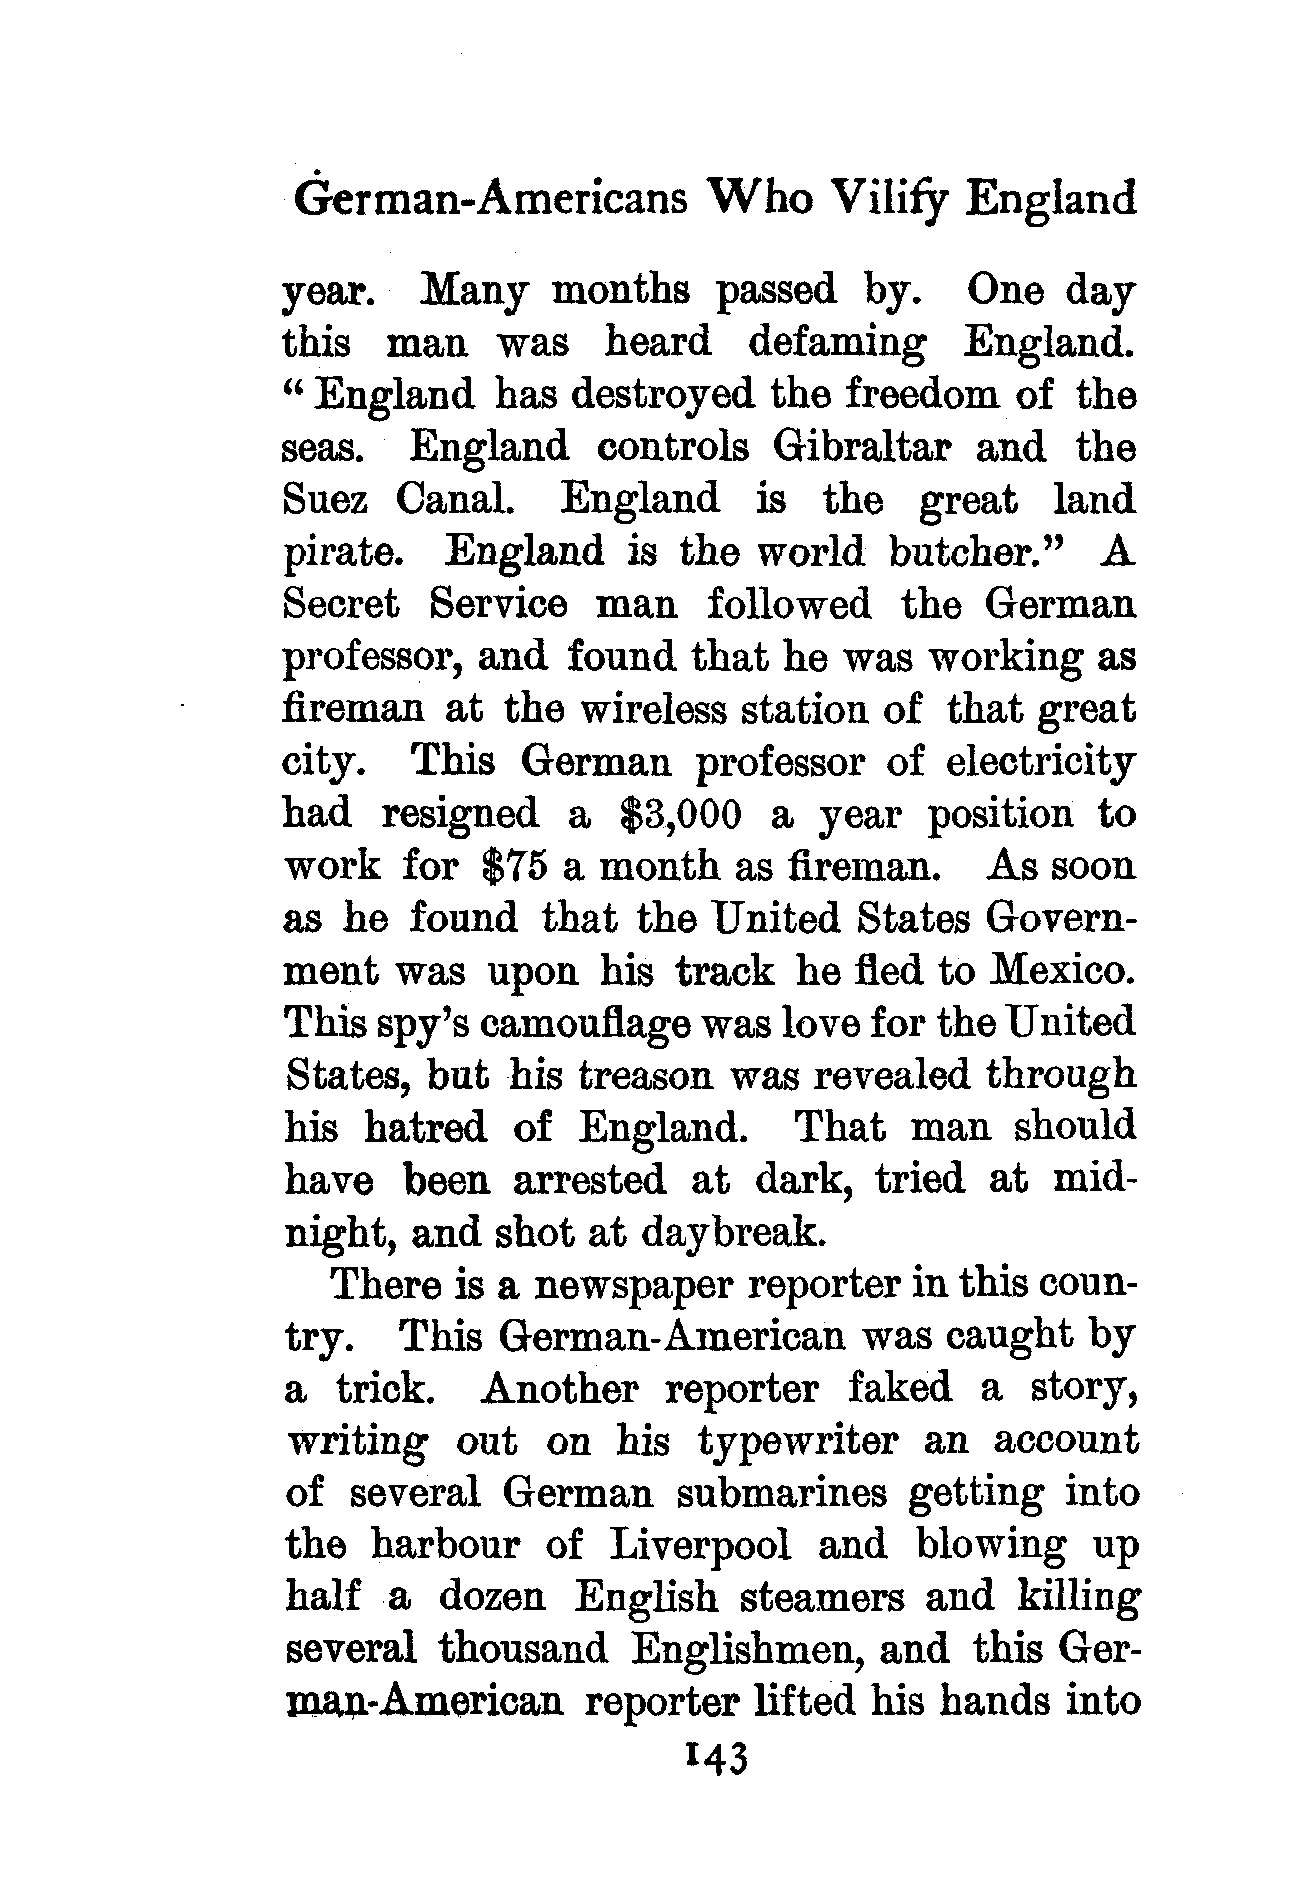 German-Americans Who Vilify England
year. Many months passed by. One day
this man was heard defaming England.
“ England has destroyed the freedom of the
seas. England controls Gibraltar and the
Suez Canal. England is the great land
pirate. England is the world butcher.” A
Secret Service man followed the German
professor, and found that he was working as
fireman at the wireless station of that great
city. This German professor of electricity
had resigned a $3,000 a year position to
work for $75 a month as fireman. As soon
as he found that the United States Govern-
ment was upon his track he fled to Mexico.
This spy’s camouflage was love for the United
States, but his treason was revealed through
his hatred of England. That man should
have been arrested at dark, tried at mid-
night, and shot at daybreak.
There is a newspaper reporter in this coun-
try. This German-American was caught by
a trick. Another reporter faked a story,
writing out on his typewriter an account
of several German submarines getting into
the harbour of Liverpool and blowing up
half a dozen English steamers and killing
several thousand Englishmen, and this Ger-
man-American reporter lifted his hands into
143